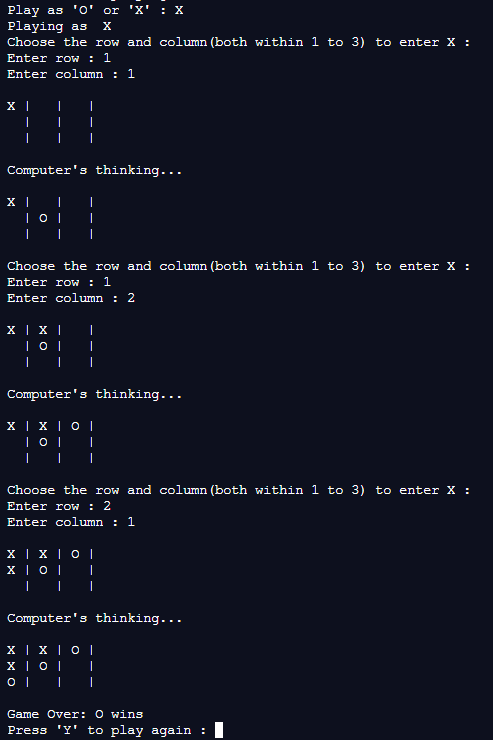 Play as 'O' or 'X' : X
Playing as  X
Choose the row and column(both within 1 to 3) to enter X :
Enter row : 1
Enter column : 1
X |   |   |
  |   |   |
  |   |   |
Computer's thinking...
X |   |   |
  | O |   |
  |   |   |
Choose the row and column(both within 1 to 3) to enter X :
Enter row : 1
Enter column : 2
X | X |   |
  | O |   |
  |   |   |
Computer's thinking...
X | X | O |
  | O |   |
  |   |   |
Choose the row and column(both within 1 to 3) to enter X :
Enter row : 2
Enter column : 1
X | X | O |
X | O |   |
  |   |   |
Computer's thinking...
X | X | O |
X | O |   |
O |   |   |
Game Over: O wins
Press 'Y' to play again :